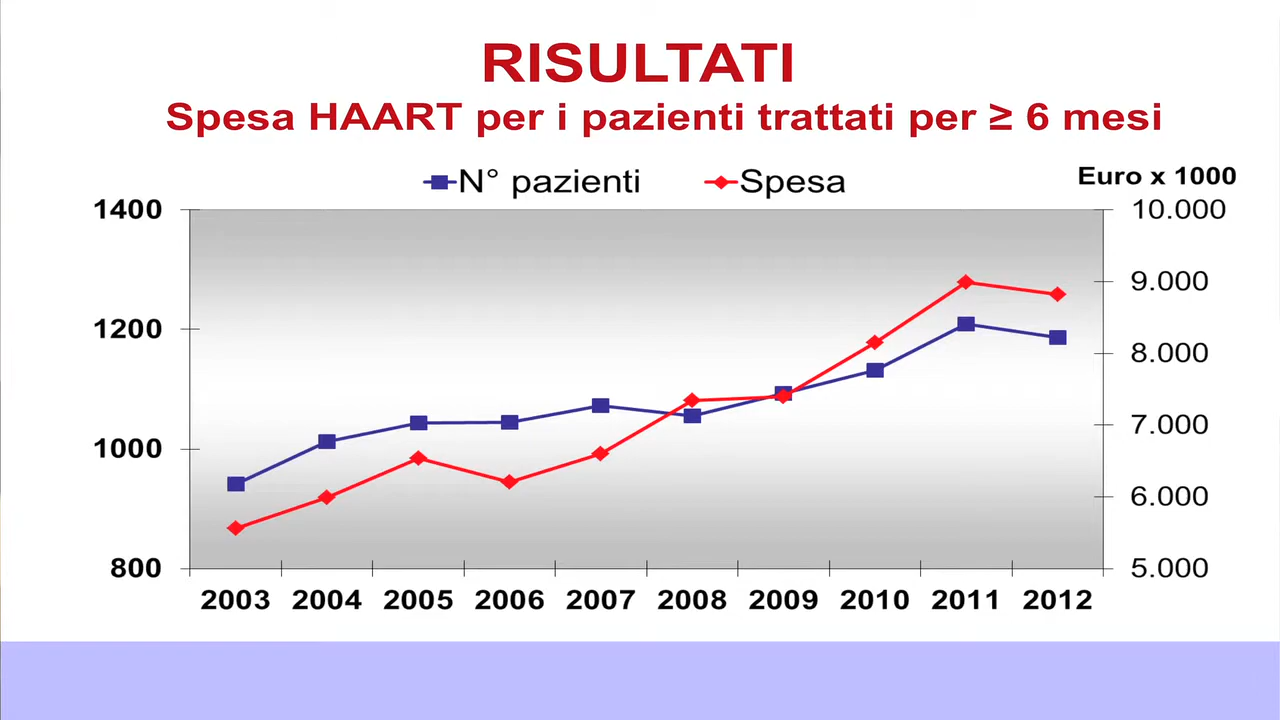 RISULTATI
Spesa HAART per i pazienti trattati per ≥ 6 mesi
N° pazienti Spesa
Euro x 1000
1400 10.000
9.000
1200
8.000
7.000
1000
6.000
800 5.000
2003 2004 2005 2006 2007 2008 2009 2010 2011 2012